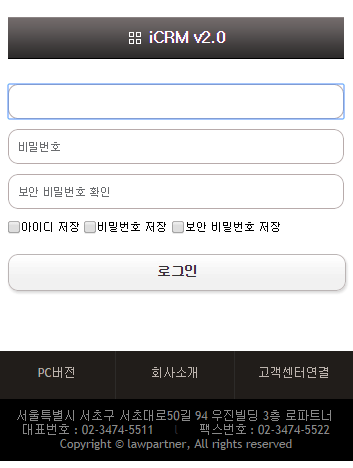 iCRM v2.0
비밀번호
보안 비밀번호 확인
아이디 저장 비밀번호 저장 보안 비밀번호 저장
로그인
PC버전 회사소개 고객센터연결
서울특별시 서초구 서초대로50길 94 우진빌딩 3층 로파트너
대표번호 : 02-3474-5511 | 팩스번호 : 02-3474-5522
Copyright © lawpartner, All rights reserved